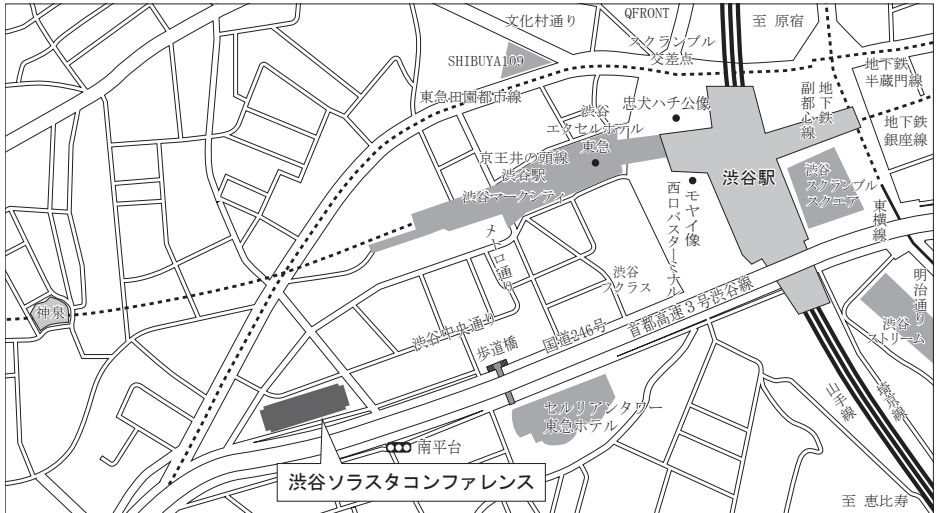 文化村通り
QFRONT
至 原宿
スクランブル
交差点
SHIBUYA109
地下鉄
半蔵門線
東急田園都市線
地下鉄
副都心線
忠犬ハチ公像
渋谷
エクセルホテル
東急
地下鉄
銀座線
京王井の頭線
渋谷駅
渋谷マークシティ
渋谷駅
渋谷
スクランブル
スクエア
モヤイ像
西口バスターミナル
東横線
メトロ通り
渋谷
フクラス
明治通り
神泉
渋谷中央通り
歩道橋
国道246号
首都高速3号渋谷線
渋谷
ストリーム
セルリアンタワー
東急ホテル
山手線
埼京線
南平台
渋谷ソラスタコンファレンス
至 恵比寿